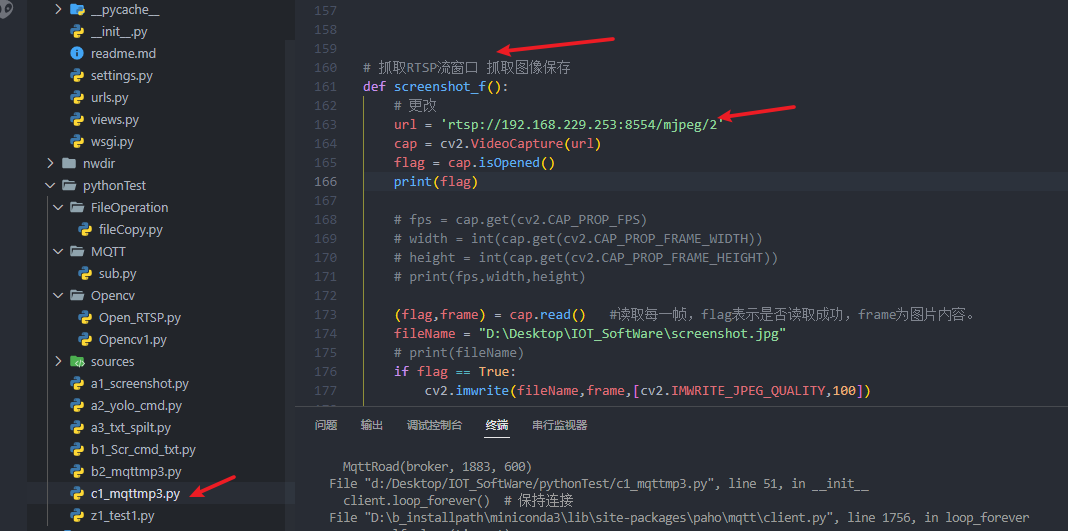 __pycache__
__init__.py
readme.md
settings.py
urls.py
views.py
wsgi.py
nwdir
pythonTest
FileOperation
fileCopy.py
MQTT
sub.py
Opencv
Open_RTSP.py
Opencv1.py
sources
a1_screenshot.py
a2_yolo_cmd.py
a3_txt_spilt.py
b1_Scr_cmd_txt.py
b2_mqttmp3.py
c1_mqttmp3.py
z1_test1.py
157
158
159
160 # 抓取RTSP流窗口 抓取图像保存
161 def screenshot_f():
162 # 更改
163 url = 'rtsp://192.168.229.253:8554/mjpeg/2'
164 cap = cv2.VideoCapture(url)
165 flag = cap.isOpened()
166 print(flag)
167
168 # fps = cap.get(cv2.CAP_PROP_FPS)
169 # width = int(cap.get(cv2.CAP_PROP_FRAME_WIDTH))
170 # height = int(cap.get(cv2.CAP_PROP_FRAME_HEIGHT))
171 # print(fps,width,height)
172
173 (flag,frame) = cap.read() #读取每一帧，flag表示是否读取成功，frame为图片内容。
174 fileName = "D:\Desktop\IOT_SoftWare\screenshot.jpg"
175 # print(fileName)
176 if flag == True:
177 cv2.imwrite(fileName,frame,[cv2.IMWRITE_JPEG_QUALITY,100])
问题 输出 调试控制台 终端 串行监视器
MqttRoad(broker, 1883, 600)
File "d:/Desktop/IOT_SoftWare/pythonTest/c1_mqttmp3.py", line 51, in __init__
client.loop_forever() # 保持连接
File "D:\b_installpath\miniconda3\lib\site-packages\paho\mqtt\client.py", line 1756, in loop_forever